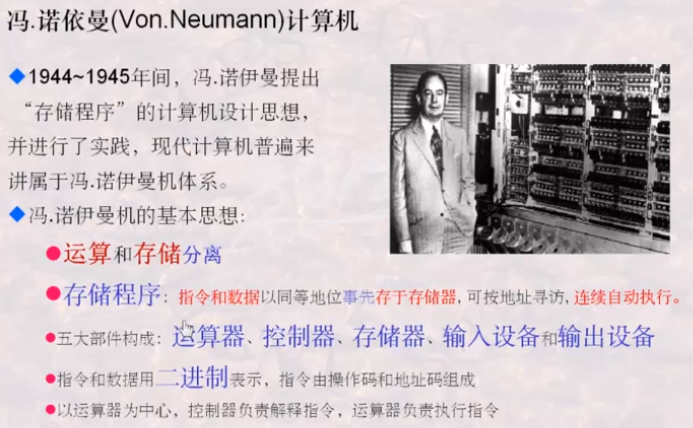 冯.诺依曼(Von.Neumann)计算机
◆1944~1945年间，冯.诺伊曼提出
“存储程序”的计算机设计思想，
并进行了实践，现代计算机普遍来
讲属于冯.诺伊曼机体系。
◆冯.诺伊曼机的基本思想：
●运算和存储分离
●存储程序：指令和数据以同等地位事先存于存储器,可按地址寻访,连续自动执行。
●五大部件构成：运算器、控制器、存储器、输入设备和输出设备
●指令和数据用二进制表示，指令由操作码和地址码组成
●以运算器为中心，控制器负责解释指令，运算器负责执行指令